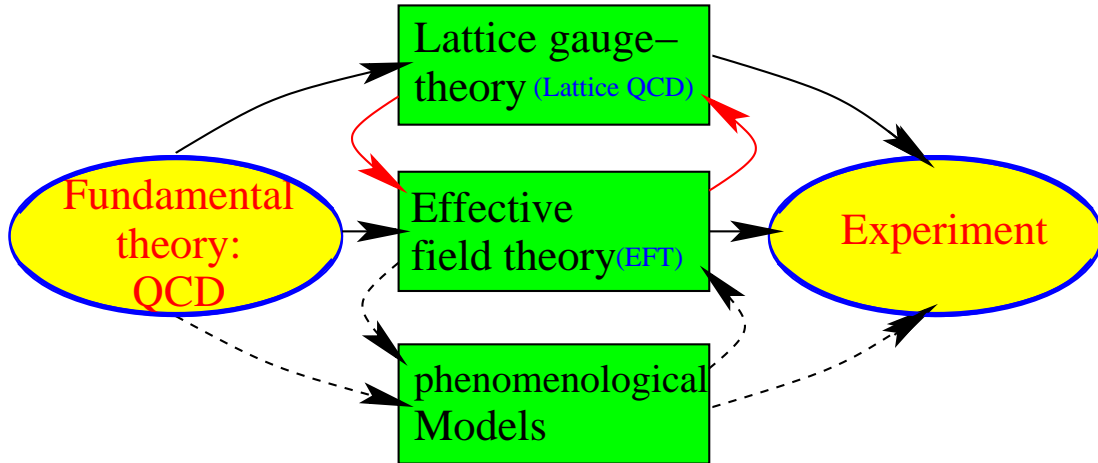 Lattice gauge–
theory (Lattice QCD)
Fundamental
theory:
QCD
Effective
field theory(EFT)
Experiment
phenomenological
Models